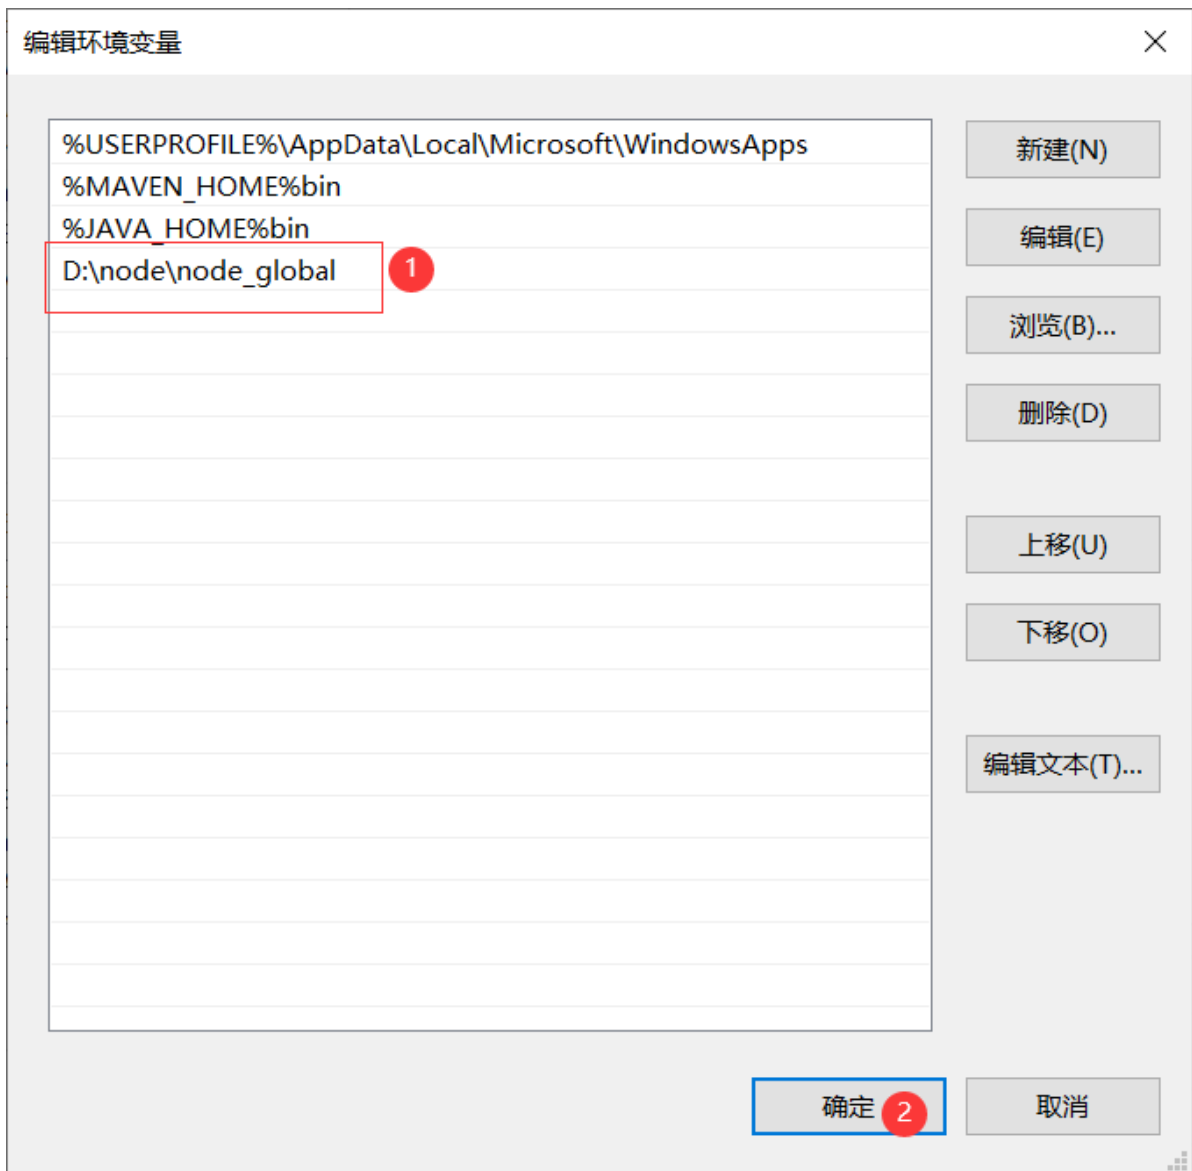 编辑环境变量
%USERPROFILE%\AppData\Local\Microsoft\WindowsApps
%MAVEN_HOME%bin
%JAVA_HOME%bin
D:\node\node_global
1
新建(N)
编辑(E)
浏览(B)...
删除(D)
上移(U)
下移(O)
编辑文本(T)...
确定 2
取消